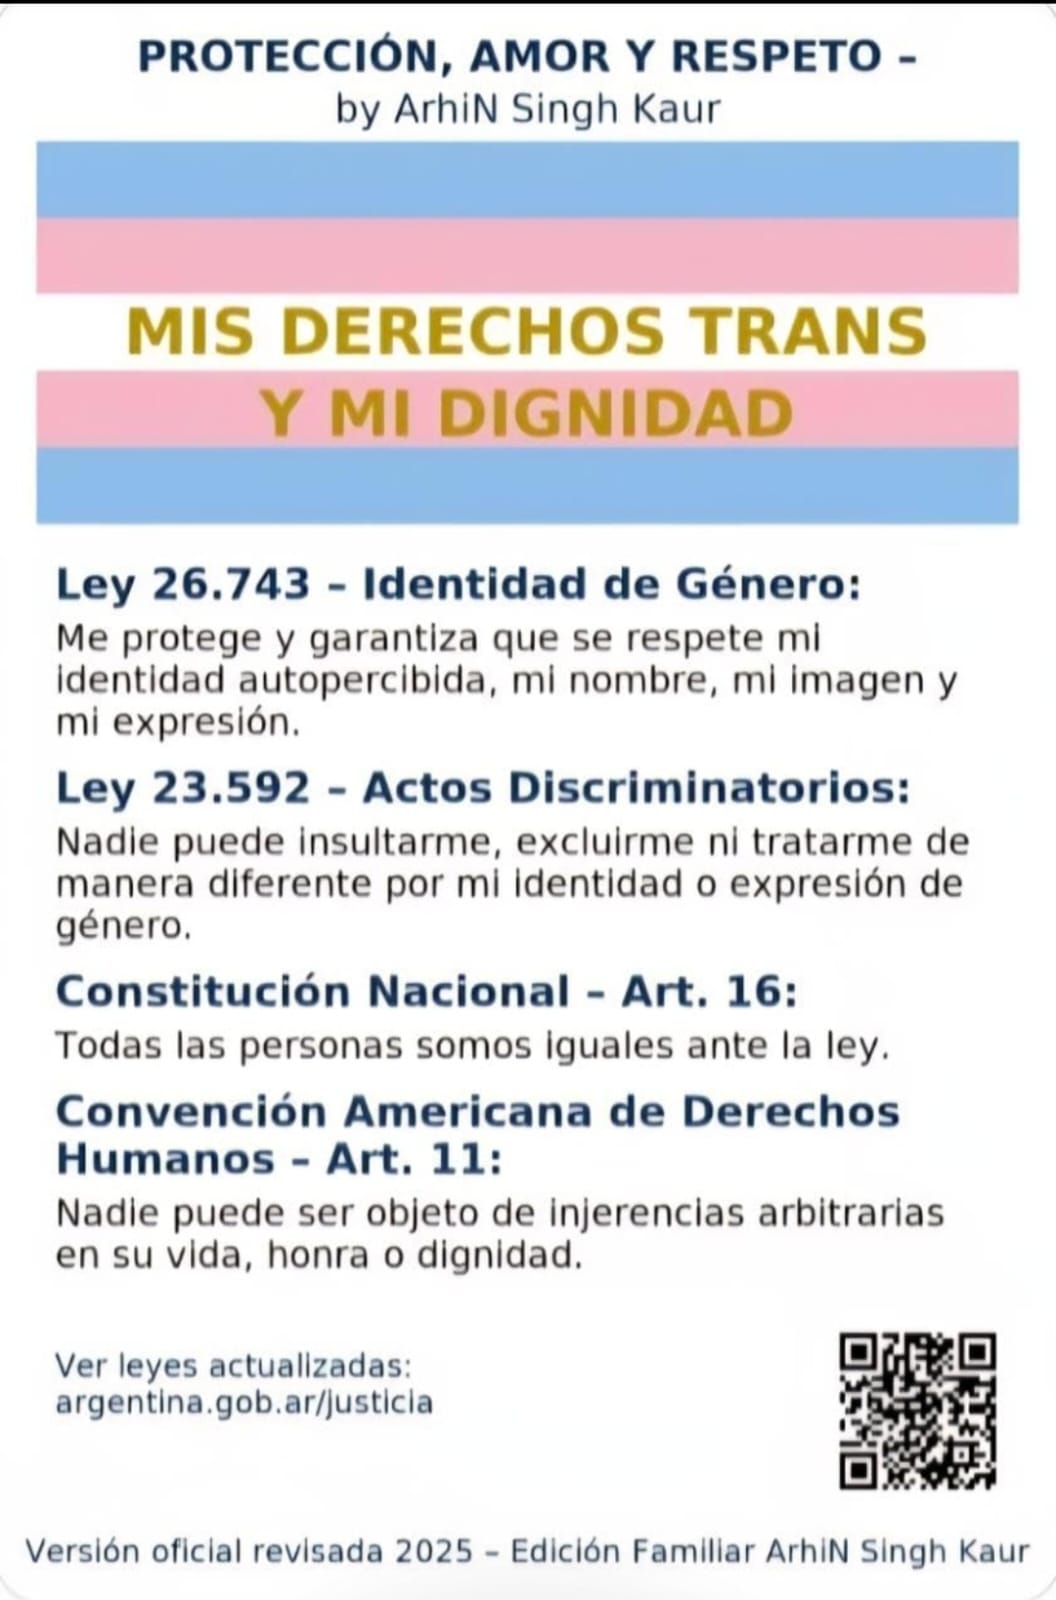 PROTECCIÓN, AMOR Y RESPETO –
by ArhiN Singh Kaur
MIS DERECHOS TRANS
Y MI DIGNIDAD
Ley 26.743 – Identidad de Género:
Me protege y garantiza que se respete mi
identidad autopercibida, mi nombre, mi imagen y
mi expresión.
Ley 23.592 – Actos Discriminatorios:
Nadie puede insultarme, excluirme ni tratarme de
manera diferente por mi identidad o expresión de
género.
Constitución Nacional – Art. 16:
Todas las personas somos iguales ante la ley.
Convención Americana de Derechos
Humanos – Art. 11:
Nadie puede ser objeto de injerencias arbitrarias
en su vida, honra o dignidad.
Ver leyes actualizadas:
argentina.gob.ar/justicia
Versión oficial revisada 2025 – Edición Familiar ArhiN Singh Kaur